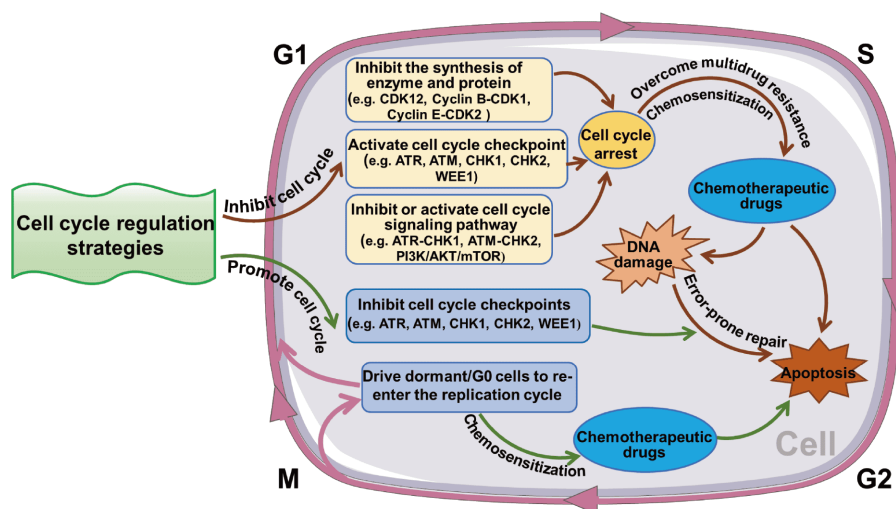 G1
S
Inhibit the synthesis of
enzyme and protein
(e.g. CDK12, Cyclin B-CDK1,
Cyclin E-CDK2 )
Overcome multidrug resistance
Chemosensitization
Cell cycle
arrest
Activate cell cycle checkpoint
(e.g. ATR, ATM, CHK1, CHK2,
WEE1)
Inhibit cell cycle
Chemotherapeutic
drugs
Cell cycle regulation
strategies
Inhibit or activate cell cycle
signaling pathway
(e.g. ATR-CHK1, ATM-CHK2,
PI3K/AKT/mTOR)
DNA
damage
Promote cell cycle
Error-prone repair
Inhibit cell cycle checkpoints
(e.g. ATR, ATM, CHK1, CHK2, WEE1)
Apoptosis
Drive dormant/G0 cells to re-
enter the replication cycle
Chemosensitization
Chemotherapeutic
drugs
Cell
M
G2